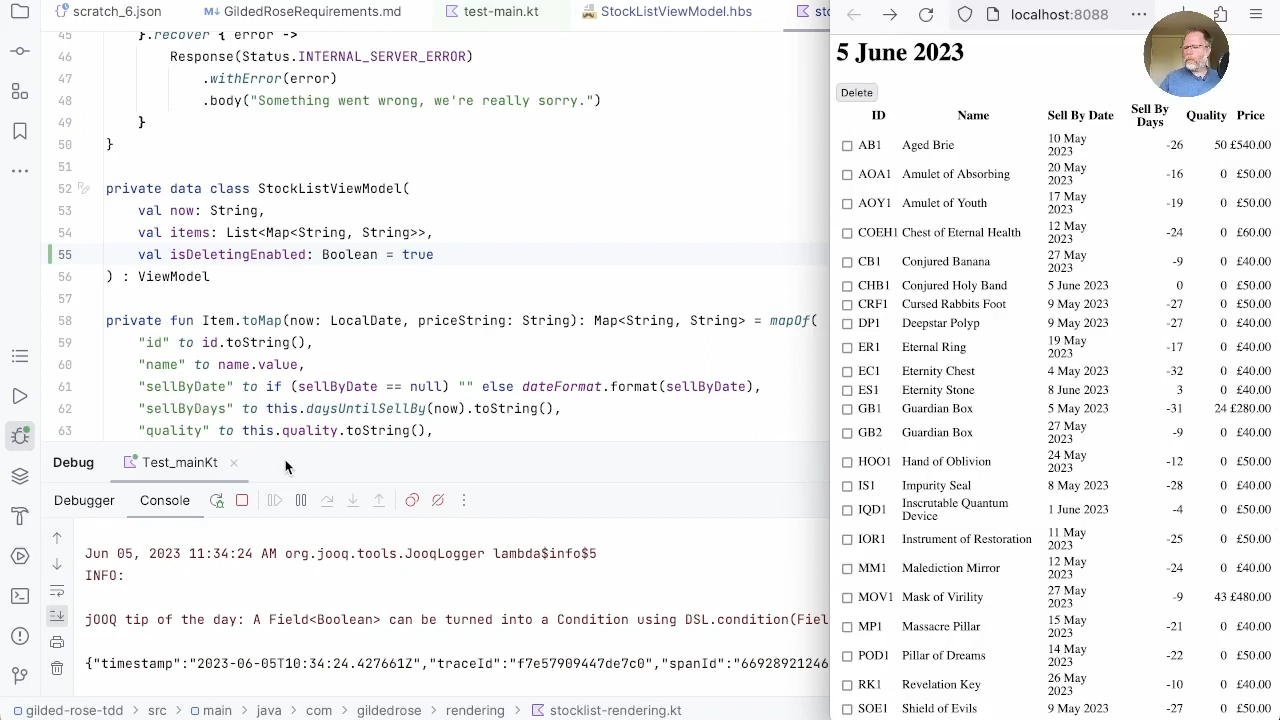 scratch_6.json
GildedRoseRequirements.md
test-main.kt
StockListViewModel.hbs
45 }.recover { error ->
46 Response(Status.INTERNAL_SERVER_ERROR)
47 .withError(error)
48 .body("Something went wrong, we're really sorry.")
49 }
50 }
51
52 private data class StockListViewModel(
53 val now: String,
54 val items: List<Map<String, String>>,
55 val isDeletingEnabled: Boolean = true
56 ) : ViewModel
57
58 private fun Item.toMap(now: LocalDate, priceString: String): Map<String, String> = mapOf(
59 "id" to id.toString(),
60 "name" to name.value,
61 "sellByDate" to if (sellByDate == null) "" else dateFormat.format(sellByDate),
62 "sellByDays" to this.daysUntilSellBy(now).toString(),
63 "quality" to this.quality.toString(),
Debug Test_mainKt
Debugger Console
Jun 05, 2023 11:34:24 AM org.jooq.tools.JooqLogger lambda$info$5
INFO:
jOOQ tip of the day: A Field<Boolean> can be turned into a Condition using DSL.condition(Fiel
{"timestamp":"2023-06-05T10:34:24.427661Z","traceId":"f7e57909447de7c0","spanId":"66928921246
gilded-rose-tdd > src > main > java > com > gildedrose > rendering > stocklist-rendering.kt
localhost:8088
5 June 2023
Delete
ID Name Sell By Date Sell By Days Quality Price
AB1 Aged Brie 10 May 2023 -26 50 £540.00
AOA1 Amulet of Absorbing 20 May 2023 -16 0 £50.00
AOY1 Amulet of Youth 17 May 2023 -19 0 £50.00
COEH1 Chest of Eternal Health 12 May 2023 -24 0 £60.00
CB1 Conjured Banana 27 May 2023 -9 0 £40.00
CHB1 Conjured Holy Band 5 June 2023 0 0 £50.00
CRF1 Cursed Rabbits Foot 9 May 2023 -27 0 £50.00
DP1 Deepstar Polyp 9 May 2023 -27 0 £40.00
ER1 Eternal Ring 19 May 2023 -17 0 £40.00
EC1 Eternity Chest 4 May 2023 -32 0 £40.00
ES1 Eternity Stone 8 June 2023 3 0 £40.00
GB1 Guardian Box 5 May 2023 -31 24 £280.00
GB2 Guardian Box 27 May 2023 -9 0 £40.00
HOO1 Hand of Oblivion 24 May 2023 -12 0 £50.00
IS1 Impurity Seal 8 May 2023 -28 0 £40.00
IQD1 Inscrutable Quantum Device 1 June 2023 -4 0 £50.00
IOR1 Instrument of Restoration 11 May 2023 -25 0 £50.00
MM1 Malediction Mirror 12 May 2023 -24 0 £40.00
MOV1 Mask of Virility 27 May 2023 -9 43 £480.00
MP1 Massacre Pillar 15 May 2023 -21 0 £40.00
POD1 Pillar of Dreams 14 May 2023 -22 0 £50.00
RK1 Revelation Key 26 May 2023 -10 0 £40.00
SOE1 Shield of Evils 9 May 2023 -27 0 £50.00